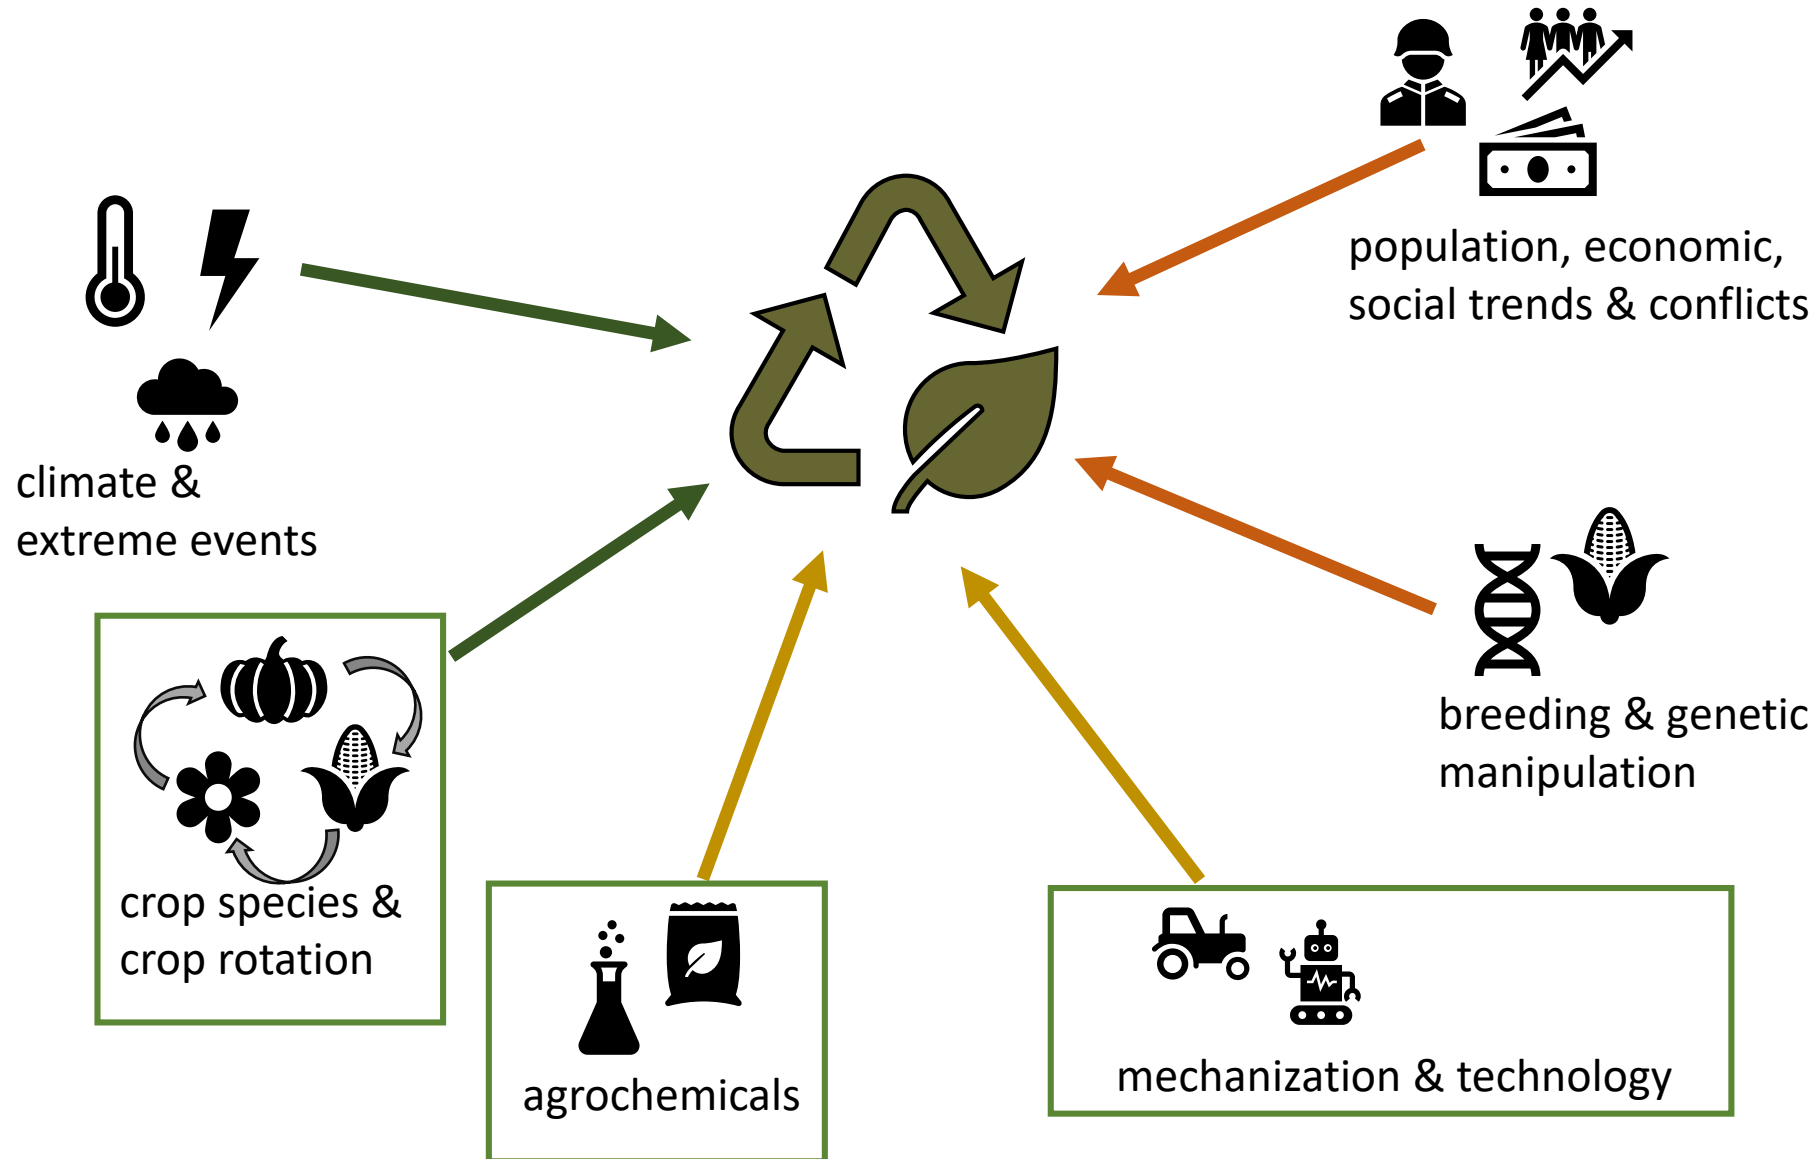 population, economic,
social trends & conflicts
climate &
extreme events
breeding & genetic
manipulation
crop species &
crop rotation
agrochemicals
mechanization & technology